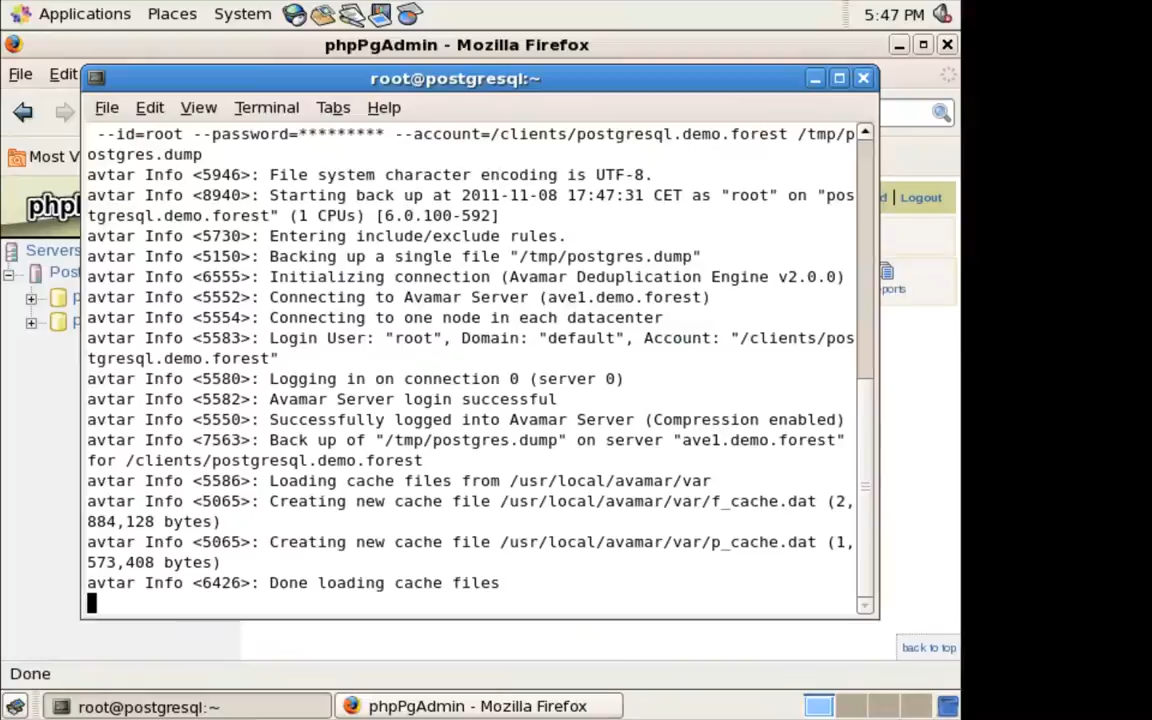 Applications Places System 5:47 PM
phpPgAdmin - Mozilla Firefox
File Edit
root@postgresql:~
File Edit View Terminal Tabs Help
Most V
--id=root --password=********* --account=/clients/postgresql.demo.forest /tmp/p
ostgres.dump
avtar Info <5946>: File system character encoding is UTF-8.
avtar Info <8940>: Starting back up at 2011-11-08 17:47:31 CET as "root" on "pos
tgresql.demo.forest" (1 CPUs) [6.0.100-592]
avtar Info <5730>: Entering include/exclude rules.
avtar Info <5150>: Backing up a single file "/tmp/postgres.dump"
avtar Info <6555>: Initializing connection (Avamar Deduplication Engine v2.0.0)
avtar Info <5552>: Connecting to Avamar Server (ave1.demo.forest)
avtar Info <5554>: Connecting to one node in each datacenter
avtar Info <5583>: Login User: "root", Domain: "default", Account: "/clients/pos
tgresql.demo.forest"
avtar Info <5580>: Logging in on connection 0 (server 0)
avtar Info <5582>: Avamar Server login successful
avtar Info <5550>: Successfully logged into Avamar Server (Compression enabled)
avtar Info <7563>: Back up of "/tmp/postgres.dump" on server "ave1.demo.forest"
for /clients/postgresql.demo.forest
avtar Info <5586>: Loading cache files from /usr/local/avamar/var
avtar Info <5065>: Creating new cache file /usr/local/avamar/var/f_cache.dat (2,
884,128 bytes)
avtar Info <5065>: Creating new cache file /usr/local/avamar/var/p_cache.dat (1,
573,408 bytes)
avtar Info <6426>: Done loading cache files
phpl
d | Logout
Servers
Post
p
p
ports
back to top
Done
root@postgresql:~ phpPgAdmin - Mozilla Firefox